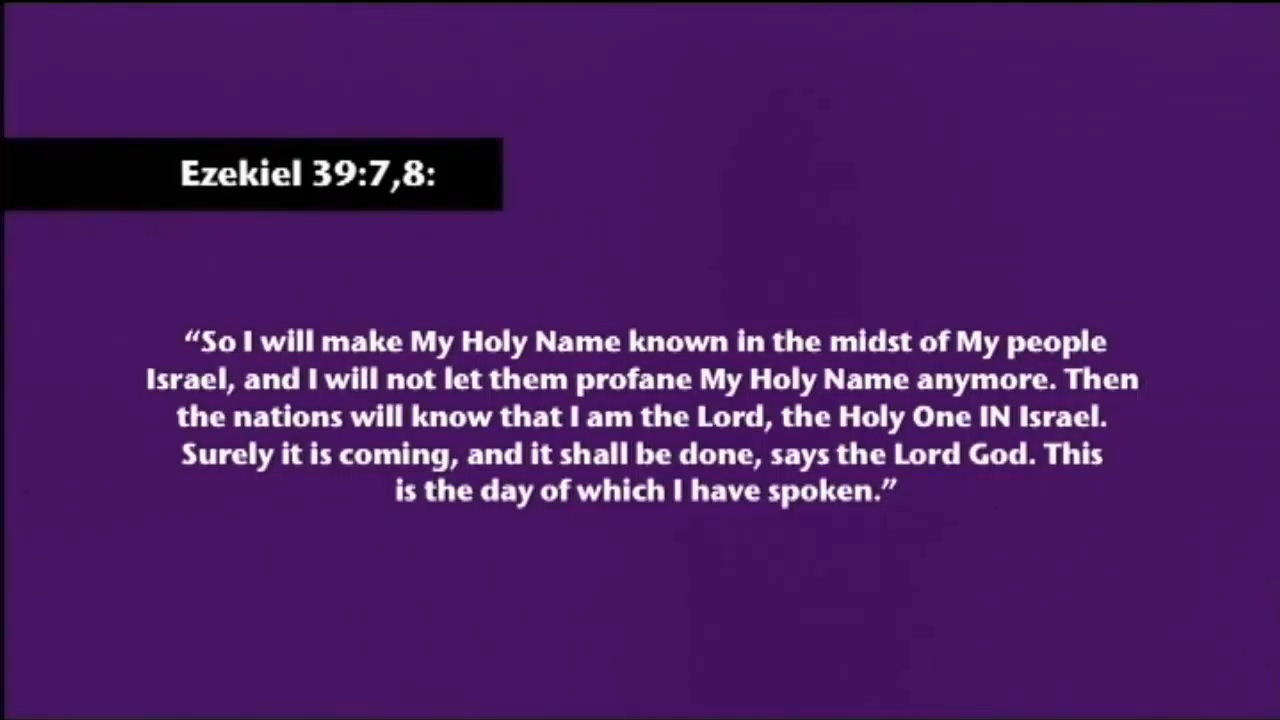 Ezekiel 39:7,8:
“So I will make My Holy Name known in the midst of My people
Israel, and I will not let them profane My Holy Name anymore. Then
the nations will know that I am the Lord, the Holy One IN Israel.
Surely it is coming, and it shall be done, says the Lord God. This
is the day of which I have spoken.”